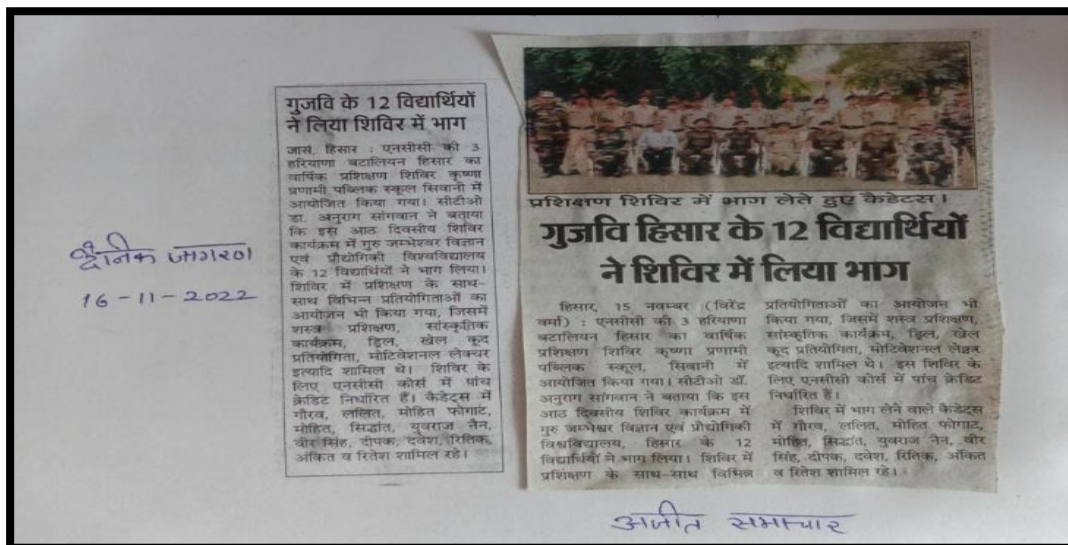 दैनिक जागरण
16-11-2022
गुजवि के 12 विद्यार्थियों
ने लिया शिविर में भाग
जासं, हिसार : एनसीसी की 3
हरियाणा बटालियन हिसार का
वार्षिक प्रशिक्षण शिविर कृष्णा
प्रणामी पब्लिक स्कूल सिवानी में
आयोजित किया गया। सीटीओ
डा. अनुराग सांगवान ने बताया
कि इस आठ दिवसीय शिविर
कार्यक्रम में गुरु जम्भेश्वर विज्ञान
एवं प्रौद्योगिकी विश्वविद्यालय
के 12 विद्यार्थियों ने भाग लिया।
शिविर में प्रशिक्षण के साथ-
साथ विभिन्न प्रतियोगिताओं का
आयोजन भी किया गया, जिसमें
शस्त्र प्रशिक्षण, सांस्कृतिक
कार्यक्रम, ड्रिल, खेल कूद
प्रतियोगिता, मोटिवेशनल लेक्चर
इत्यादि शामिल थे। शिविर के
लिए एनसीसी कोर्स में पांच
क्रेडिट निर्धारित हैं। कैडेट्स में
गौरव, ललित, मोहित फोगाट,
मोहित, सिद्धांत, युवराज नैन,
वीर सिंह, दीपक, दवेश, रितिक,
अंकित व रितेश शामिल रहे।
प्रशिक्षण शिविर में भाग लेते हुए कैडेटस।
गुजवि हिसार के 12 विद्यार्थियों
ने शिविर में लिया भाग
हिसार, 15 नवम्बर (विरेंद्र
वर्मा) : एनसीसी की 3 हरियाणा
बटालियन हिसार का वार्षिक
प्रशिक्षण शिविर कृष्णा प्रणामी
पब्लिक स्कूल, सिवानी में
आयोजित किया गया। सीटीओ डॉ.
अनुराग सांगवान ने बताया कि इस
आठ दिवसीय शिविर कार्यक्रम में
गुरु जम्भेश्वर विज्ञान एवं प्रौद्योगिकी
विश्वविद्यालय, हिसार के 12
विद्यार्थियों ने भाग लिया। शिविर में
प्रशिक्षण के साथ-साथ विभिन्न
प्रतियोगिताओं का आयोजन भी
किया गया, जिसमें शस्त्र प्रशिक्षण,
सांस्कृतिक कार्यक्रम, ड्रिल, खेल
कूद प्रतियोगिता, मोटिवेशनल लेक्चर
इत्यादि शामिल थे। इस शिविर के
लिए एनसीसी कोर्स में पांच क्रेडिट
निर्धारित हैं।
शिविर में भाग लेने वाले कैडेटस
में गौरव, ललित, मोहित फोगाट,
मोहित, सिद्धांत, युवराज नैन, वीर
सिंह, दीपक, दवेश, रितिक, अंकित
व रितेश शामिल रहे।
अजीत समाचार